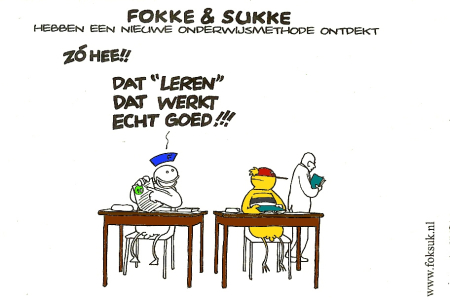 FOKKE & SUKKE
HEBBEN EEN NIEUWE ONDERWIJSMETHODE ONTDEKT
ZÓ HEE!!
DAT "LEREN"
DAT WERKT
ECHT GOED!!!
www.foksuk.nl